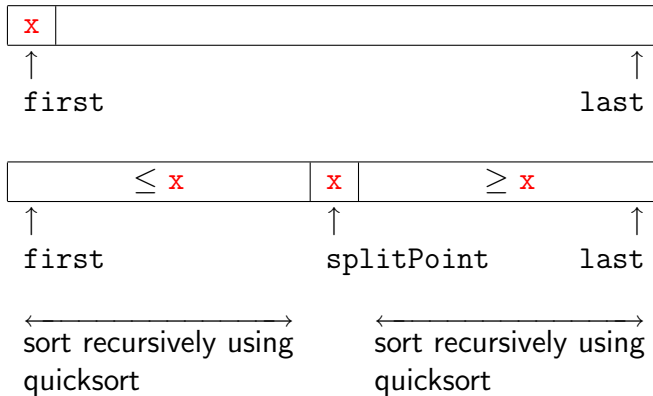 x
↑ ↑
first last
≤ x x ≥ x
↑ ↑ ↑
first splitPoint last
sort recursively using sort recursively using
quicksort quicksort